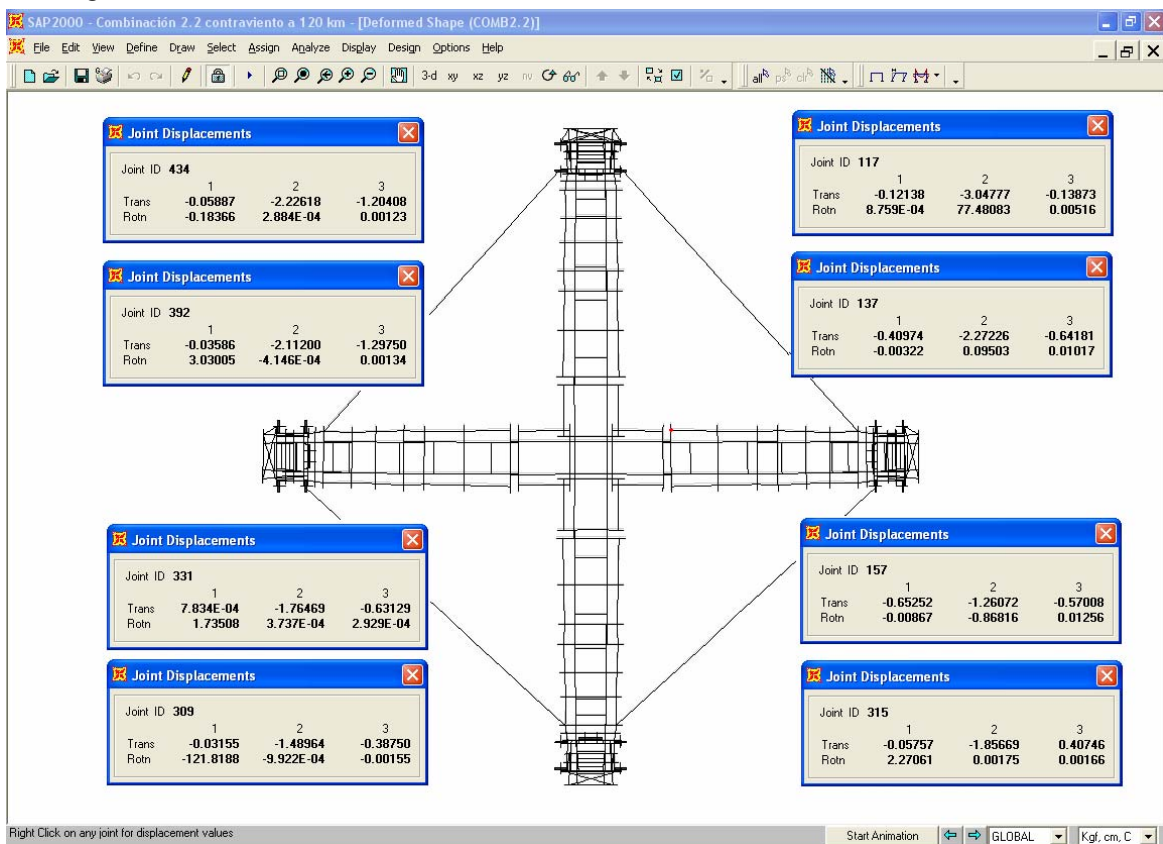 SAP2000 - Combinación 2.2 contraviento a 120 km - [Deformed Shape (COMB2.2)]
File Edit View Define Draw Select Assign Analyze Display Design Options Help
3-d xy xz yz nv all ps clr
Joint Displacements
Joint ID 434
1 2 3
Trans -0.05887 -2.22618 -1.20408
Rotn -0.18366 2.884E-04 0.00123
Joint Displacements
Joint ID 117
1 2 3
Trans -0.12138 -3.04777 -0.13873
Rotn 8.759E-04 77.48083 0.00516
Joint Displacements
Joint ID 392
1 2 3
Trans -0.03586 -2.11200 -1.29750
Rotn 3.03005 -4.146E-04 0.00134
Joint Displacements
Joint ID 137
1 2 3
Trans -0.40974 -2.27226 -0.64181
Rotn -0.00322 0.09503 0.01017
Joint Displacements
Joint ID 331
1 2 3
Trans 7.834E-04 -1.76469 -0.63129
Rotn 1.73508 3.737E-04 2.929E-04
Joint Displacements
Joint ID 157
1 2 3
Trans -0.65252 -1.26072 -0.57008
Rotn -0.00867 -0.86816 0.01256
Joint Displacements
Joint ID 309
1 2 3
Trans -0.03155 -1.48964 -0.38750
Rotn -121.8188 -9.922E-04 -0.00155
Joint Displacements
Joint ID 315
1 2 3
Trans -0.05757 -1.85669 0.40746
Rotn 2.27061 0.00175 0.00166
Right Click on any joint for displacement values
Start Animation GLOBAL Kgf, cm, C